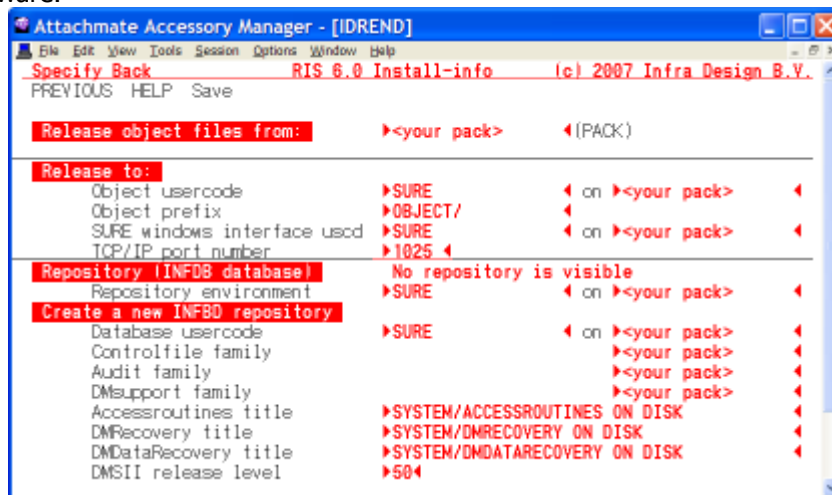 Attachmate Accessory Manager - [IDREND]
File Edit View Tools Session Options Window Help
Specify Back RIS 6.0 Install-info (c) 2007 Infra Design B.V.
PREVIOUS HELP Save
Release object files from: <your pack> (PACK)
Release to:
Object usercode SURE on <your pack>
Object prefix OBJECT/
SURE windows interface uscd SURE on <your pack>
TCP/IP port number 1025
Repository (INFDB database) No repository is visible
Repository environment SURE on <your pack>
Create a new INFBD repository
Database usercode SURE on <your pack>
Controlfile family <your pack>
Audit family <your pack>
DMsupport family <your pack>
Accessroutines title SYSTEM/ACCESSROUTINES ON DISK
DMRecovery title SYSTEM/DMRECOVERY ON DISK
DMDataRecovery title SYSTEM/DMDATARECOVERY ON DISK
DMSII release level 50